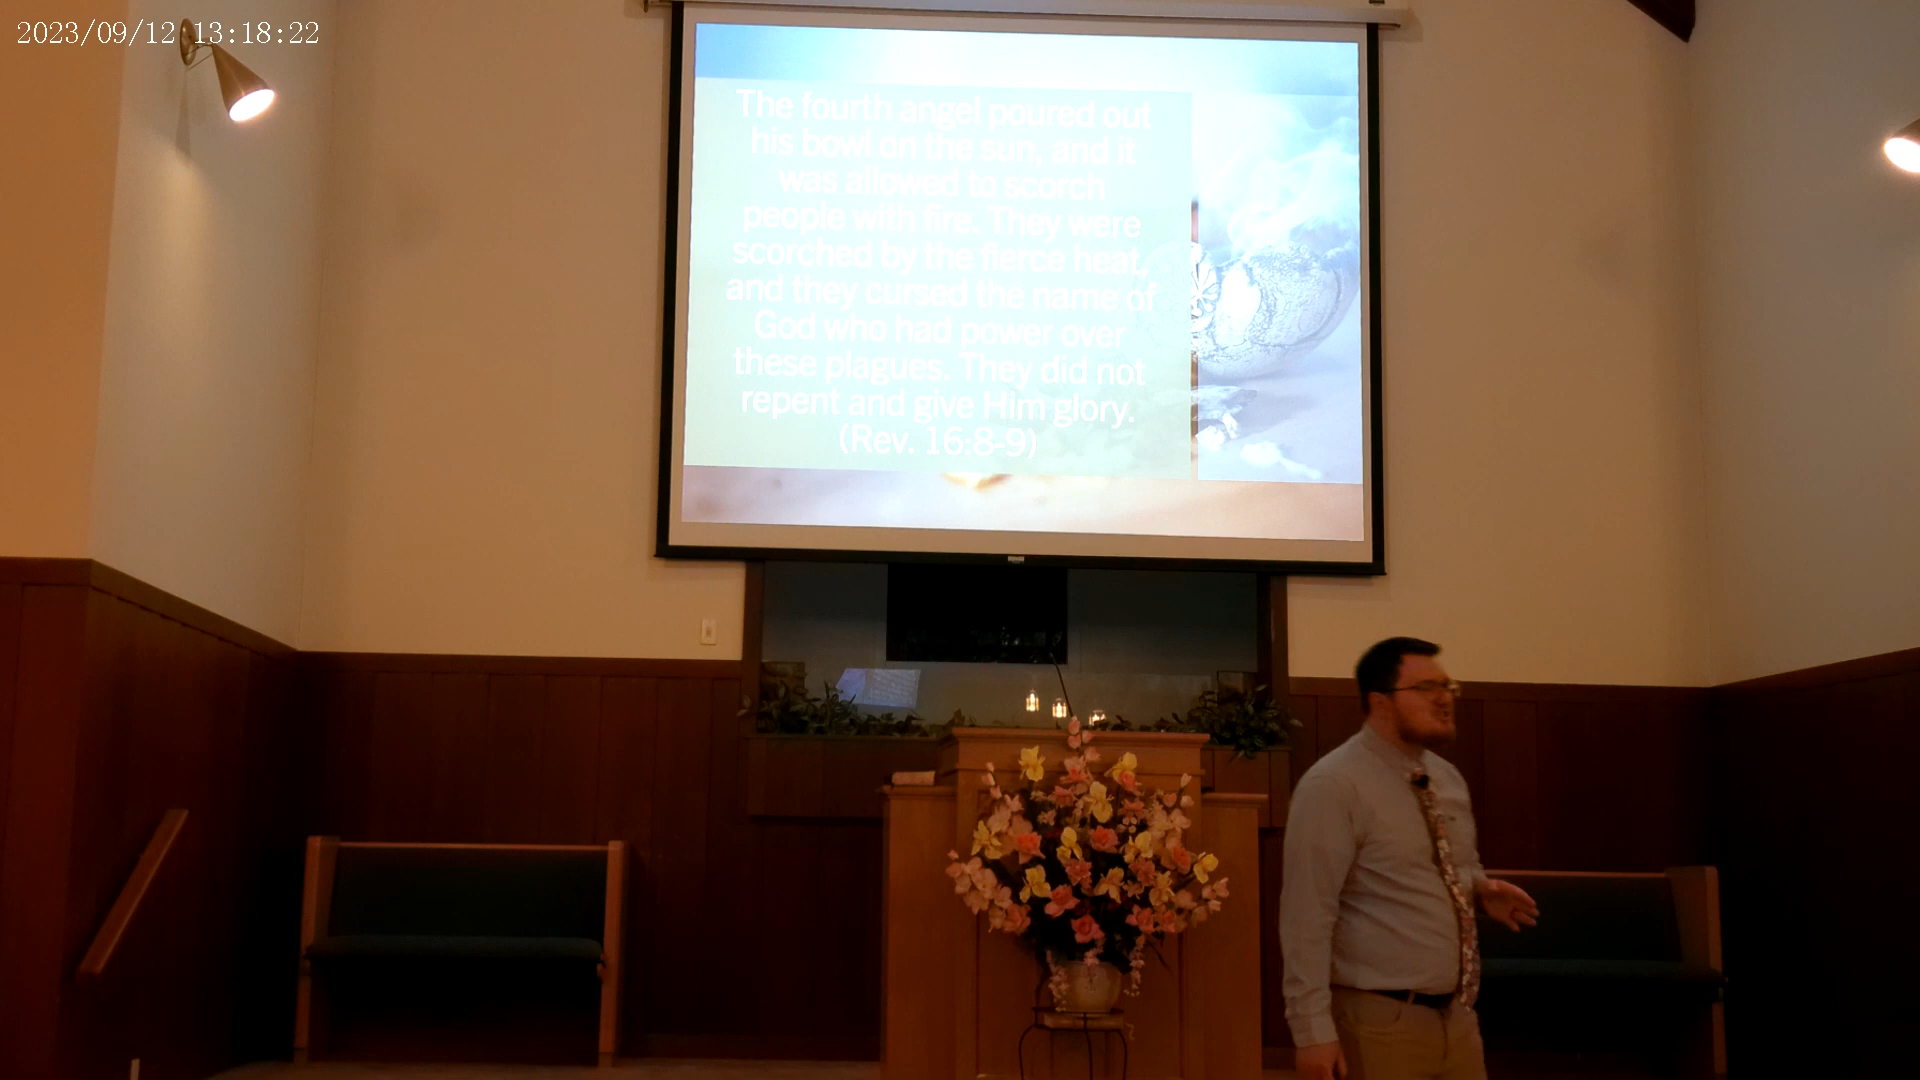 2023/09/12 13:18:22
The fourth angel poured out
his bowl on the sun, and it
was allowed to scorch
people with fire. They were
scorched by the fierce heat,
and they cursed the name of
God who had power over
these plagues. They did not
repent and give Him glory.
(Rev. 16:8-9)